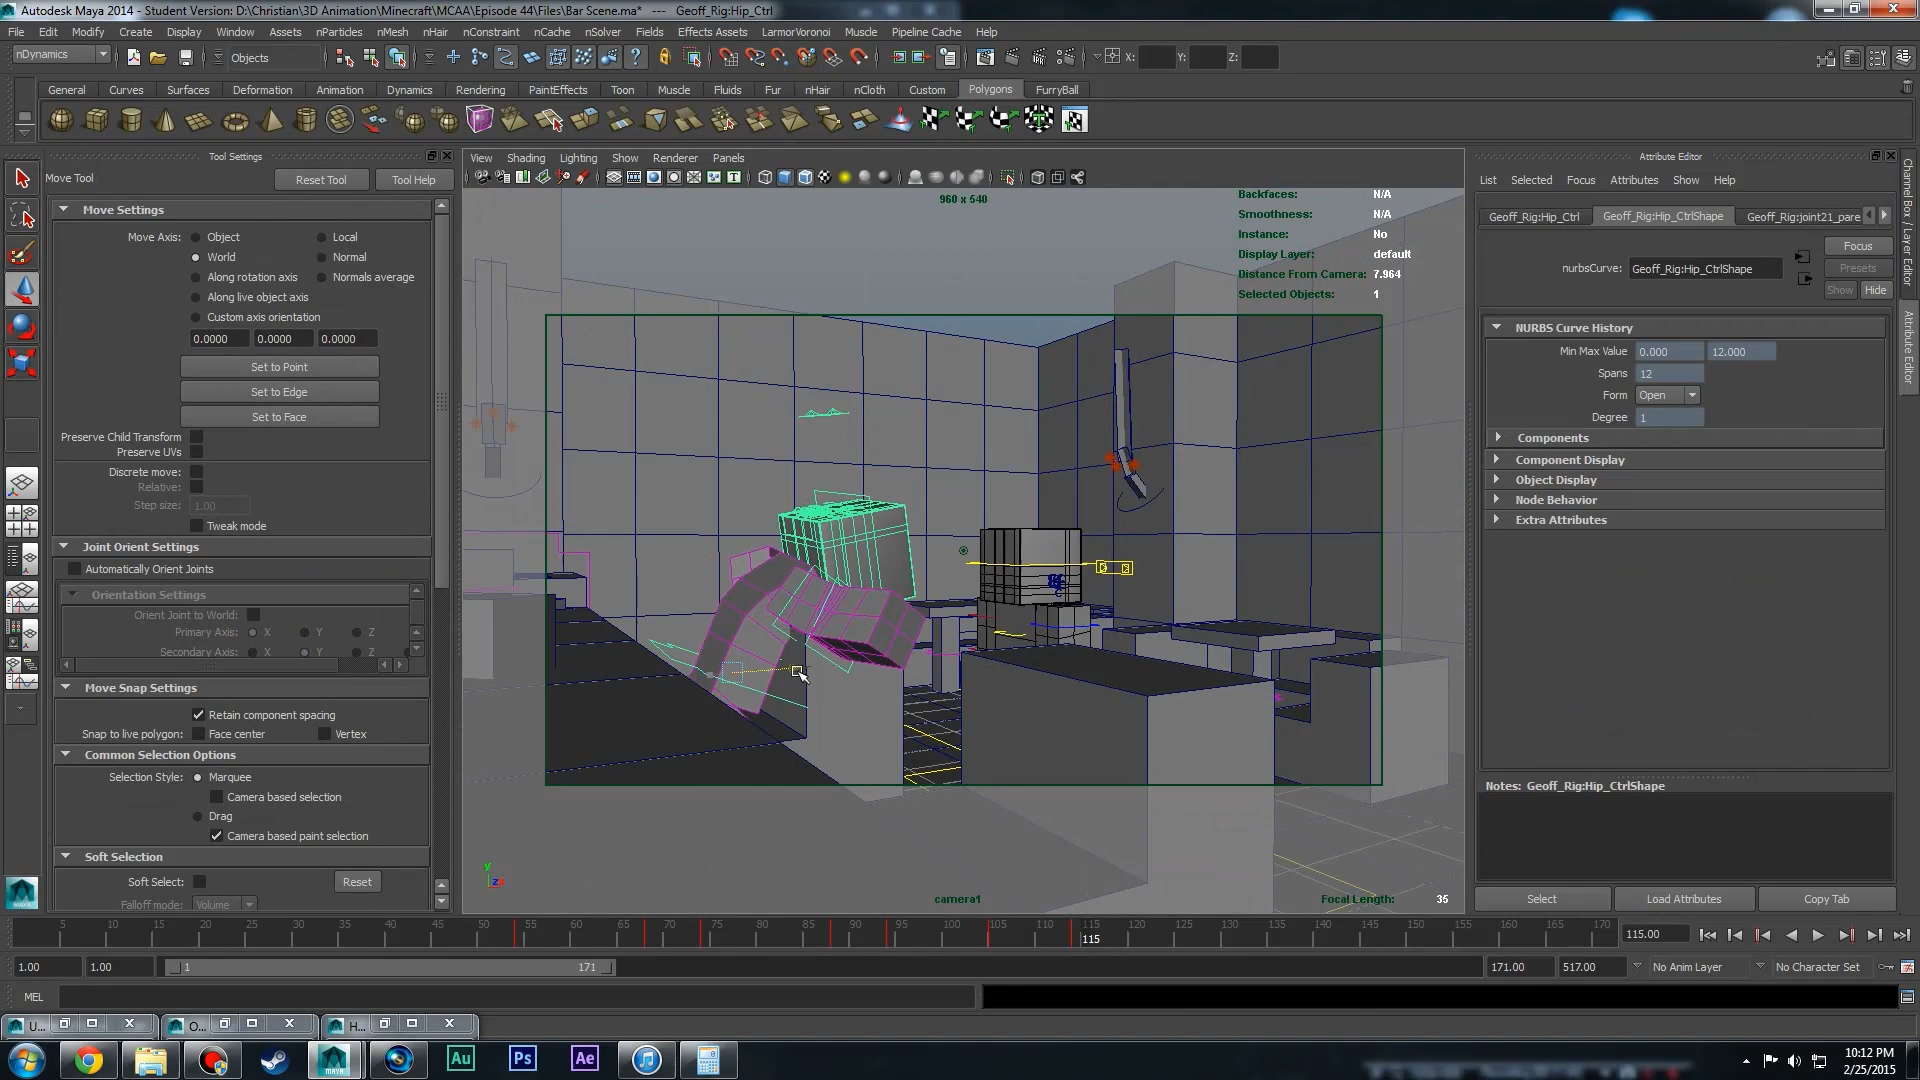 Autodesk Maya 2014 - Student Version: D:\Christian\3D Animation\Minecraft\MCAA\Episode 44\Files\Bar Scene.ma* --- Geoff_Rig:Hip_Ctrl
File Edit Modify Create Display Window Assets nParticles nMesh nHair nConstraint nCache nSolver Fields Effects Assets LarmorVoronoi Muscle Pipeline Cache Help
nDynamics Objects X: Y: Z:
General Curves Surfaces Deformation Animation Dynamics Rendering PaintEffects Toon Muscle Fluids Fur nHair nCloth Custom Polygons FurryBall
Tool Settings
Move Tool Reset Tool Tool Help
Move Settings
Move Axis: Object Local
World Normal
Along rotation axis Normals average
Along live object axis
Custom axis orientation
0.0000 0.0000 0.0000
Set to Point
Set to Edge
Set to Face
Preserve Child Transform
Preserve UVs
Discrete move:
Relative:
Step size: 1.00
Tweak mode
Joint Orient Settings
Automatically Orient Joints
Orientation Settings
Orient Joint to World:
Primary Axis: X Y Z
Secondary Axis: X Y Z
Move Snap Settings
Retain component spacing
Snap to live polygon: Face center Vertex
Common Selection Options
Selection Style: Marquee
Camera based selection
Drag
Camera based paint selection
Soft Selection
Soft Select: Reset
Falloff mode: Volume
View Shading Lighting Show Renderer Panels
960 x 540
Backfaces: N/A
Smoothness: N/A
Instance: No
Display Layer: default
Distance From Camera: 7.964
Selected Objects: 1
camera1
Focal Length: 35
Attribute Editor
List Selected Focus Attributes Show Help
Geoff_Rig:Hip_Ctrl Geoff_Rig:Hip_CtrlShape Geoff_Rig:joint21_pare
Focus
nurbsCurve: Geoff_Rig:Hip_CtrlShape Presets
Show Hide
NURBS Curve History
Min Max Value 0.000 12.000
Spans 12
Form Open
Degree 1
Components
Component Display
Object Display
Node Behavior
Extra Attributes
Notes: Geoff_Rig:Hip_CtrlShape
Select Load Attributes Copy Tab
Channel Box / Layer Editor
Attribute Editor
5 10 15 20 25 30 35 40 45 50 55 60 65 70 75 80 85 90 95 100 105 110 115 120 125 130 135 140 145 150 155 160 165 170
115
115.00
1.00 1.00 1 171 171.00 517.00 No Anim Layer No Character Set
MEL
U... O... H...
MAYA Au Ps Ae
10:12 PM
2/25/2015